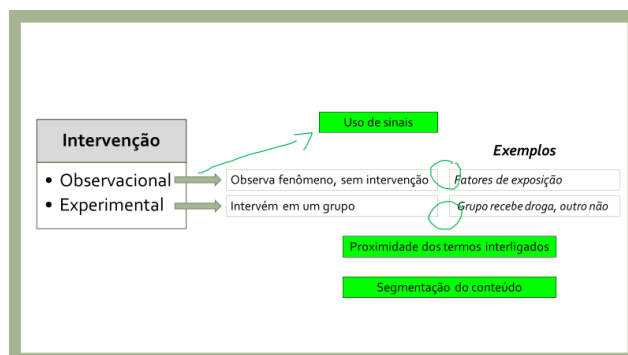 Uso de sinais
Intervenção
Exemplos
• Observacional
Observa fenômeno, sem intervenção
Fatores de exposição
• Experimental
Intervém em um grupo
Grupo recebe droga, outro não
Proximidade dos termos interligados
Segmentação do conteúdo